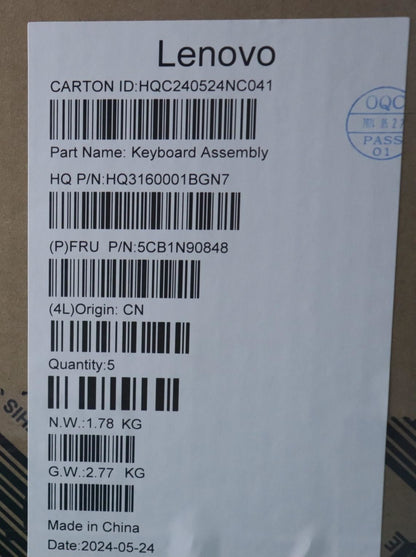 Lenovo
CARTON ID:HQC240524NC041
Part Name: Keyboard Assembly
HQ P/N:HQ3160001BGN7
(P)FRU P/N:5CB1N90848
(4L)Origin: CN
Quantity:5
N.W.:1.78 KG
G.W.:2.77 KG
Made in China
Date:2024-05-24
OQC
PASS
01